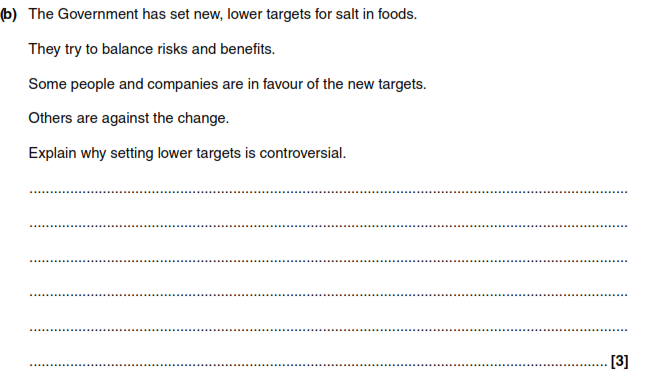 (b) The Government has set new, lower targets for salt in foods.
They try to balance risks and benefits.
Some people and companies are in favour of the new targets.
Others are against the change.
Explain why setting lower targets is controversial.
[3]